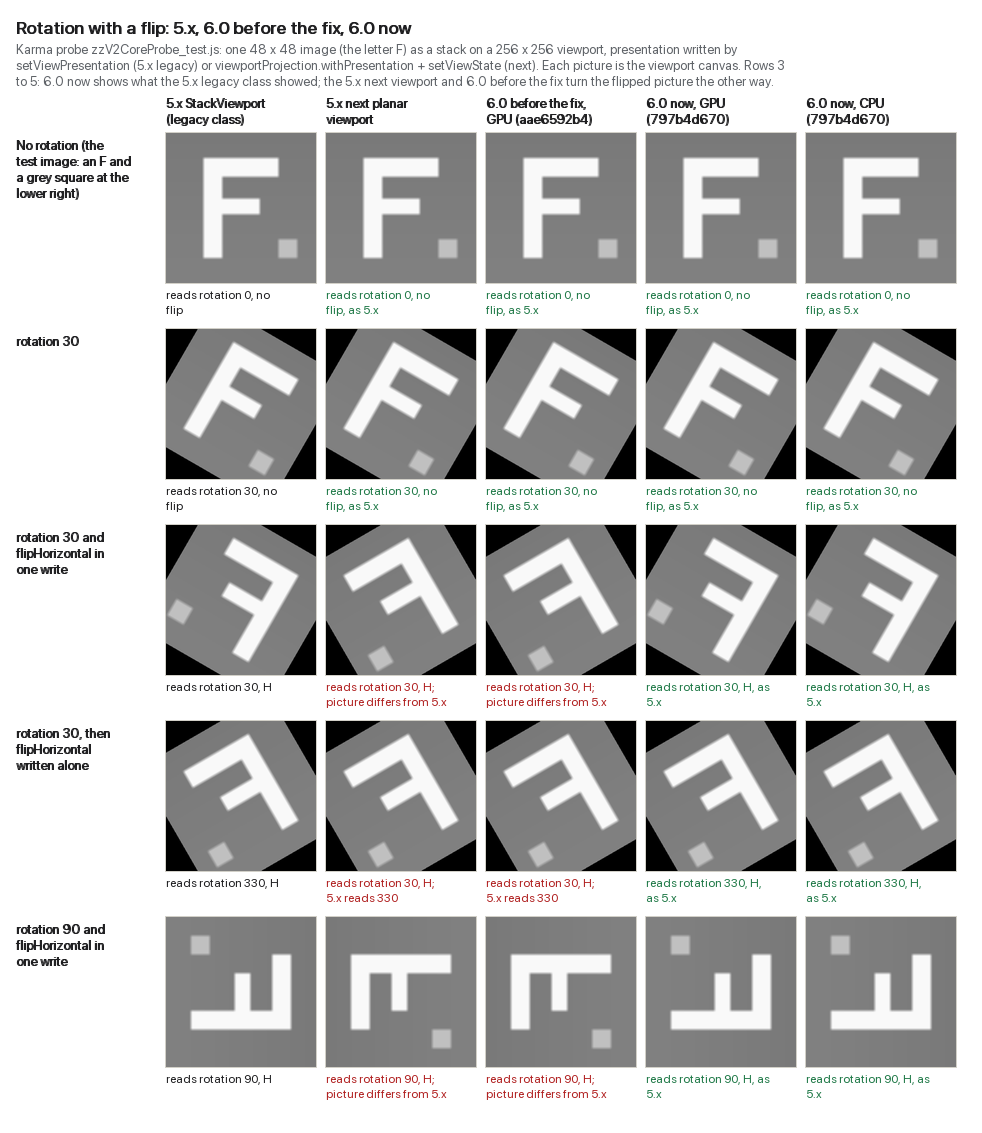 Rotation with a flip: 5.x, 6.0 before the fix, 6.0 now
Karma probe zzV2CoreProbe_test.js: one 48 x 48 image (the letter F) as a stack on a 256 x 256 viewport, presentation written by
setViewPresentation (5.x legacy) or viewportProjection.withPresentation + setViewState (next). Each picture is the viewport canvas. Rows 3
to 5: 6.0 now shows what the 5.x legacy class showed; the 5.x next viewport and 6.0 before the fix turn the flipped picture the other way.
5.x StackViewport
(legacy class)
5.x next planar
viewport
6.0 before the fix,
GPU (aae6592b4)
6.0 now, GPU
(797b4d670)
6.0 now, CPU
(797b4d670)
No rotation (the
test image: an F and
a grey square at the
lower right)
reads rotation 0, no
flip
reads rotation 0, no
flip, as 5.x
reads rotation 0, no
flip, as 5.x
reads rotation 0, no
flip, as 5.x
reads rotation 0, no
flip, as 5.x
rotation 30
reads rotation 30, no
flip
reads rotation 30, no
flip, as 5.x
reads rotation 30, no
flip, as 5.x
reads rotation 30, no
flip, as 5.x
reads rotation 30, no
flip, as 5.x
rotation 30 and
flipHorizontal in
one write
reads rotation 30, H
reads rotation 30, H;
picture differs from 5.x
reads rotation 30, H;
picture differs from 5.x
reads rotation 30, H, as
5.x
reads rotation 30, H, as
5.x
rotation 30, then
flipHorizontal
written alone
reads rotation 330, H
reads rotation 30, H;
5.x reads 330
reads rotation 30, H;
5.x reads 330
reads rotation 330, H,
as 5.x
reads rotation 330, H,
as 5.x
rotation 90 and
flipHorizontal in
one write
reads rotation 90, H
reads rotation 90, H;
picture differs from 5.x
reads rotation 90, H;
picture differs from 5.x
reads rotation 90, H, as
5.x
reads rotation 90, H, as
5.x